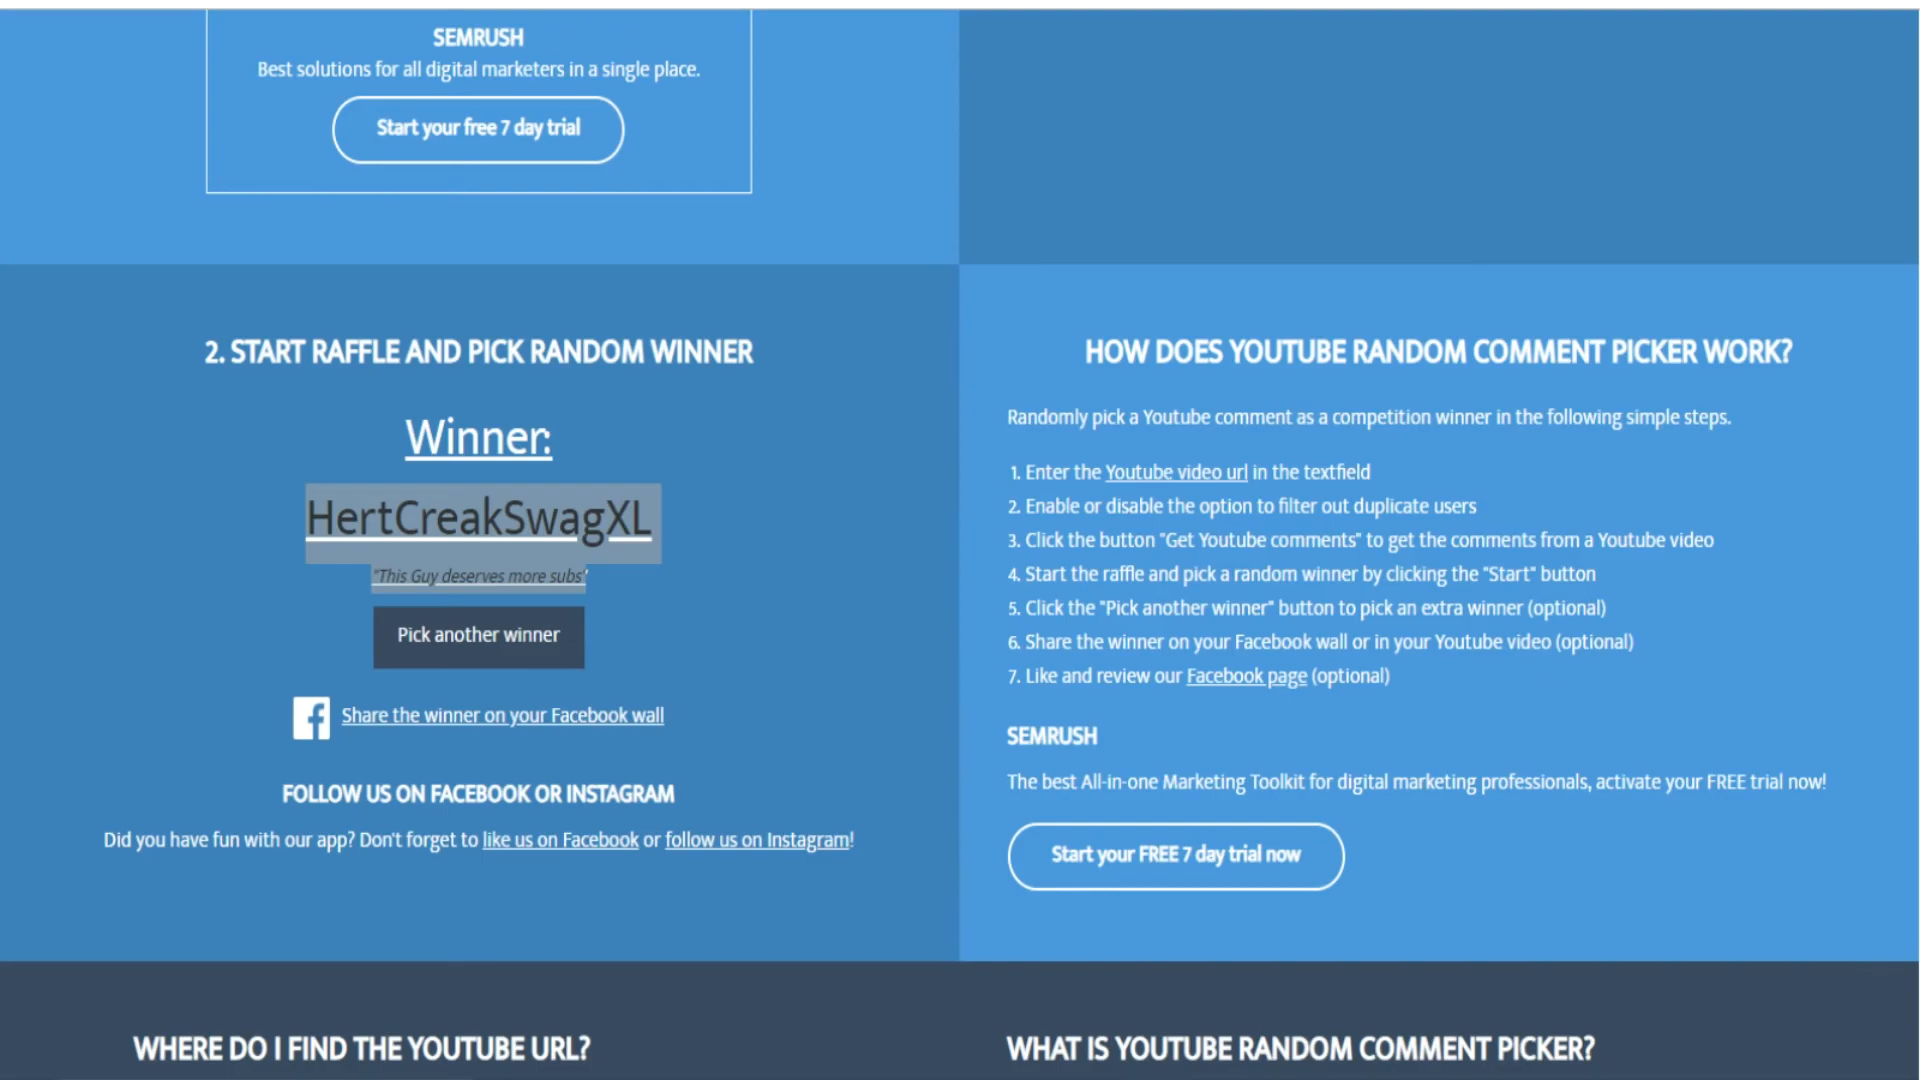 SEMRUSH
Best solutions for all digital marketers in a single place.
Start your free 7 day trial
2. START RAFFLE AND PICK RANDOM WINNER
Winner:
HertCreakSwagXL
"This Guy deserves more subs"
Pick another winner
Share the winner on your Facebook wall
FOLLOW US ON FACEBOOK OR INSTAGRAM
Did you have fun with our app? Don't forget to like us on Facebook or follow us on Instagram!
HOW DOES YOUTUBE RANDOM COMMENT PICKER WORK?
Randomly pick a Youtube comment as a competition winner in the following simple steps.
1. Enter the Youtube video url in the textfield
2. Enable or disable the option to filter out duplicate users
3. Click the button "Get Youtube comments" to get the comments from a Youtube video
4. Start the raffle and pick a random winner by clicking the "Start" button
5. Click the "Pick another winner" button to pick an extra winner (optional)
6. Share the winner on your Facebook wall or in your Youtube video (optional)
7. Like and review our Facebook page (optional)
SEMRUSH
The best All-in-one Marketing Toolkit for digital marketing professionals, activate your FREE trial now!
Start your FREE 7 day trial now
WHERE DO I FIND THE YOUTUBE URL?
WHAT IS YOUTUBE RANDOM COMMENT PICKER?